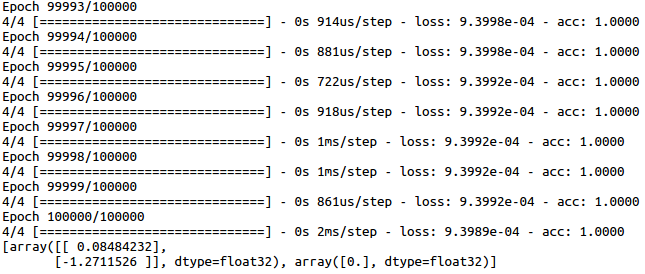 Epoch 99993/100000
4/4 [==============================] - 0s 914us/step - loss: 9.3998e-04 - acc: 1.0000
Epoch 99994/100000
4/4 [==============================] - 0s 881us/step - loss: 9.3998e-04 - acc: 1.0000
Epoch 99995/100000
4/4 [==============================] - 0s 722us/step - loss: 9.3992e-04 - acc: 1.0000
Epoch 99996/100000
4/4 [==============================] - 0s 918us/step - loss: 9.3992e-04 - acc: 1.0000
Epoch 99997/100000
4/4 [==============================] - 0s 1ms/step - loss: 9.3992e-04 - acc: 1.0000
Epoch 99998/100000
4/4 [==============================] - 0s 1ms/step - loss: 9.3992e-04 - acc: 1.0000
Epoch 99999/100000
4/4 [==============================] - 0s 861us/step - loss: 9.3992e-04 - acc: 1.0000
Epoch 100000/100000
4/4 [==============================] - 0s 2ms/step - loss: 9.3989e-04 - acc: 1.0000
[array([[ 0.08484232],
       [-1.2711526 ]], dtype=float32), array([0.], dtype=float32)]